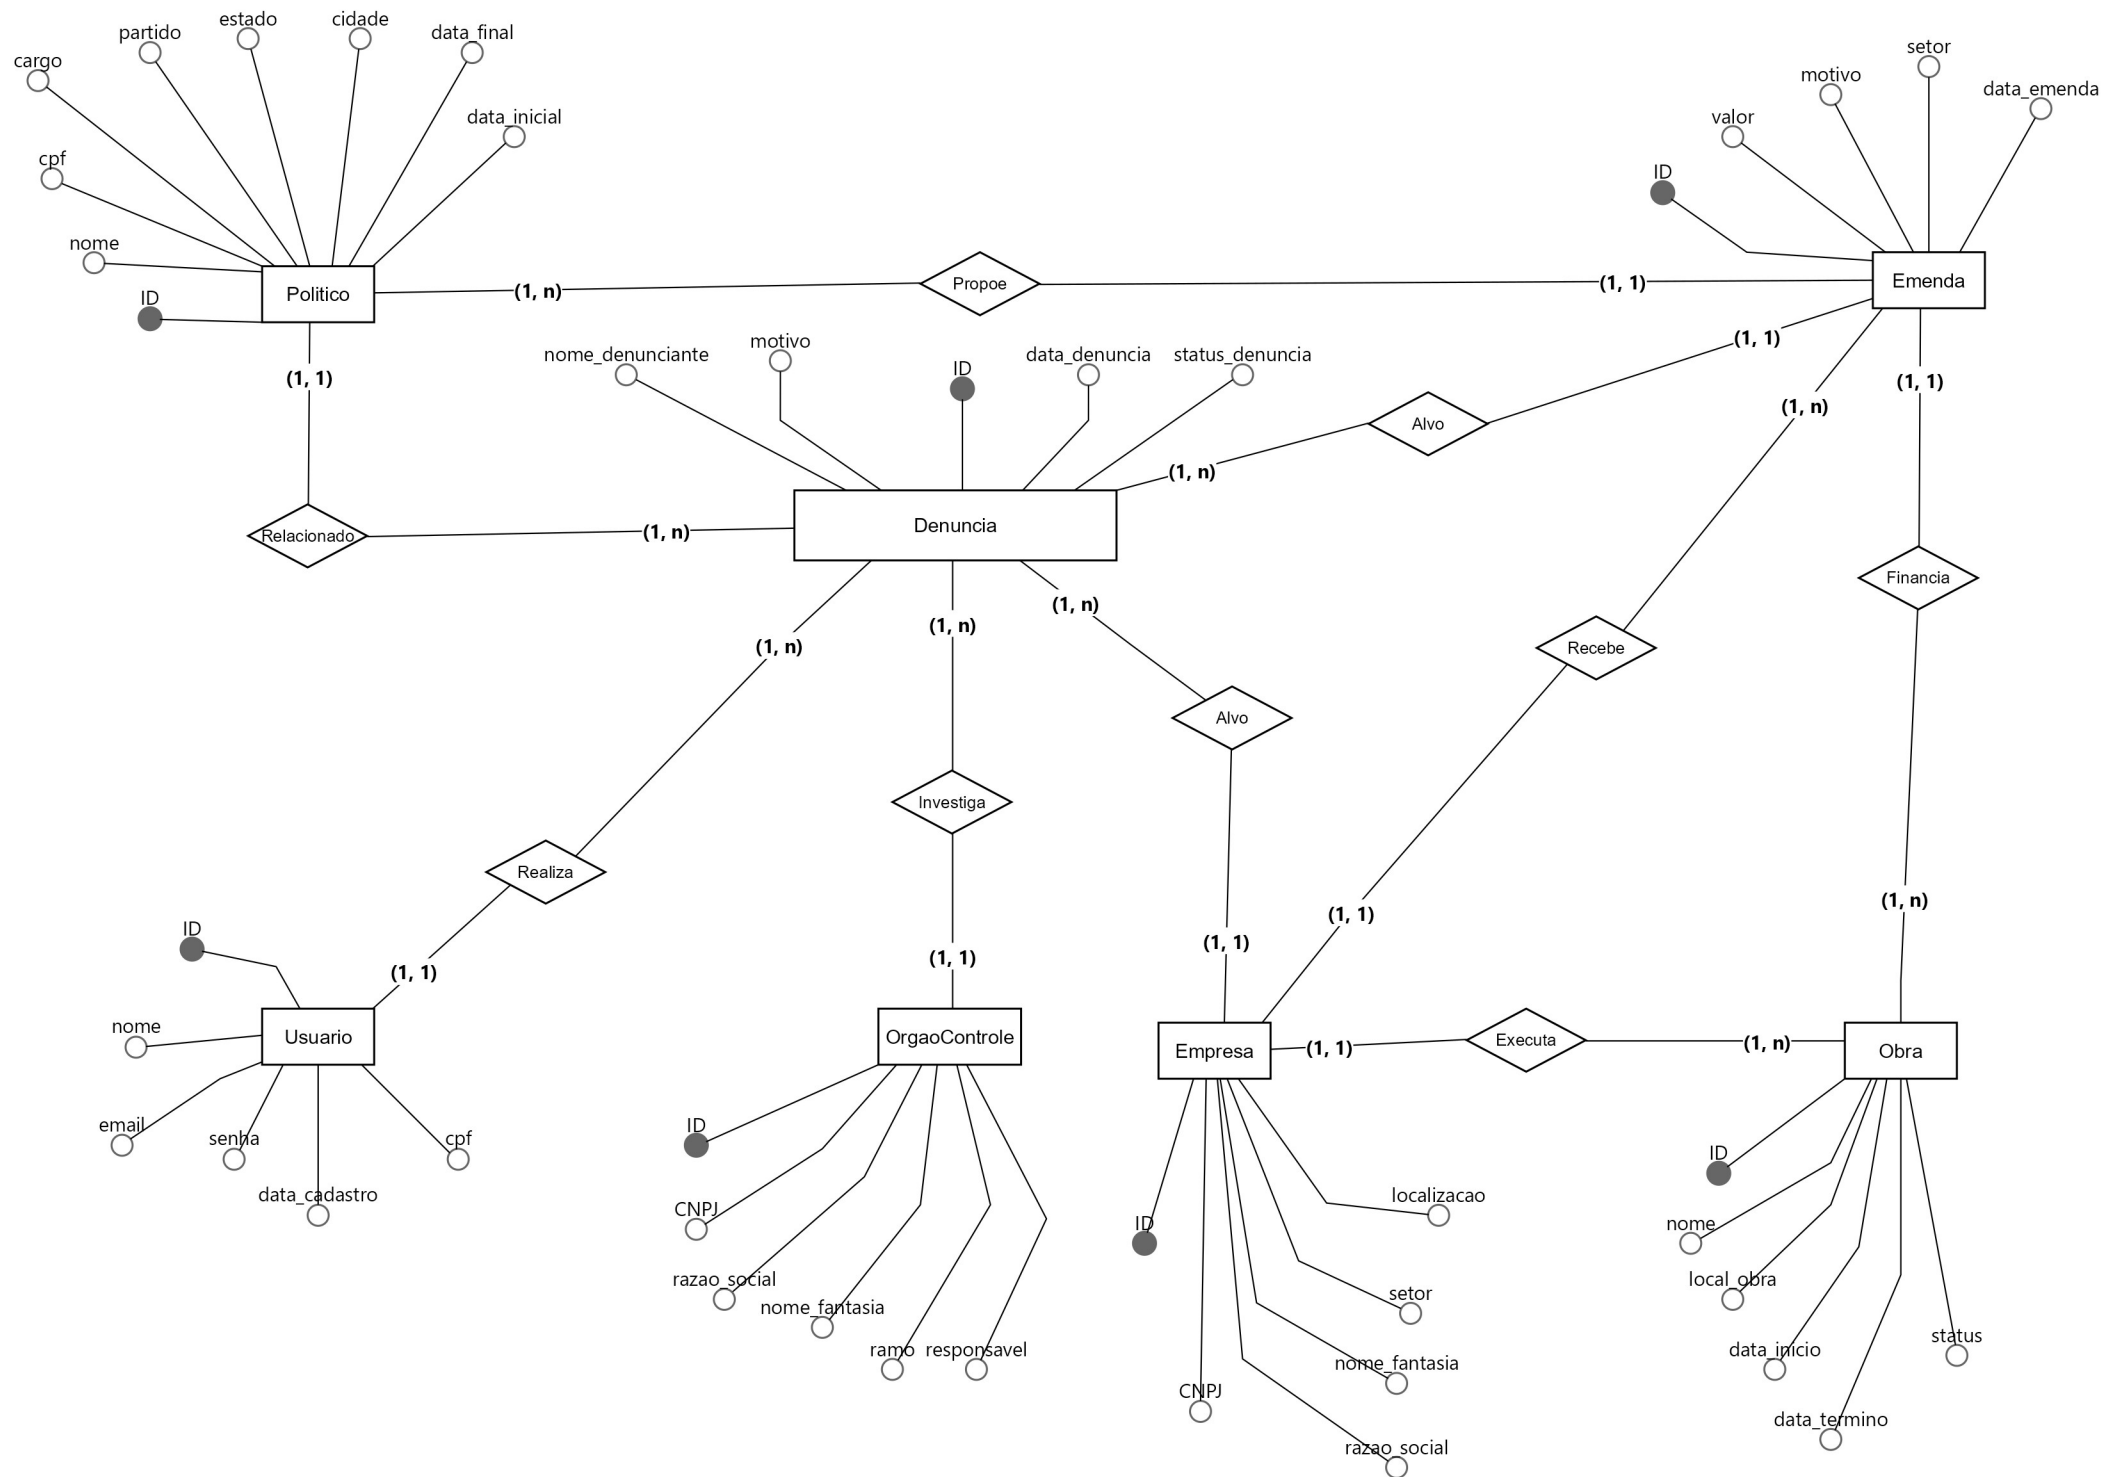 estado
cidade
partido
data_final
cargo
data_inicial
cpf
nome
ID
Politico
(1, n)
Propoe
(1, 1)
setor
motivo
data_emenda
valor
ID
Emenda
(1, 1)
(1, 1)
(1, n)
(1, 1)
nome_denunciante
motivo
ID
data_denuncia
status_denuncia
Alvo
(1, n)
Denuncia
Relacionado
(1, n)
(1, n)
(1, n)
(1, n)
Financia
Recebe
Alvo
Investiga
Realiza
(1, n)
(1, 1)
(1, 1)
(1, 1)
(1, 1)
ID
nome
Usuario
email
senha
cpf
data_cadastro
OrgaoControle
ID
CNPJ
razao_social
nome_fantasia
ramo
responsavel
Empresa
(1, 1)
Executa
(1, n)
Obra
ID
localizacao
setor
nome_fantasia
CNPJ
razao_social
ID
nome
local_obra
data_inicio
status
data_termino